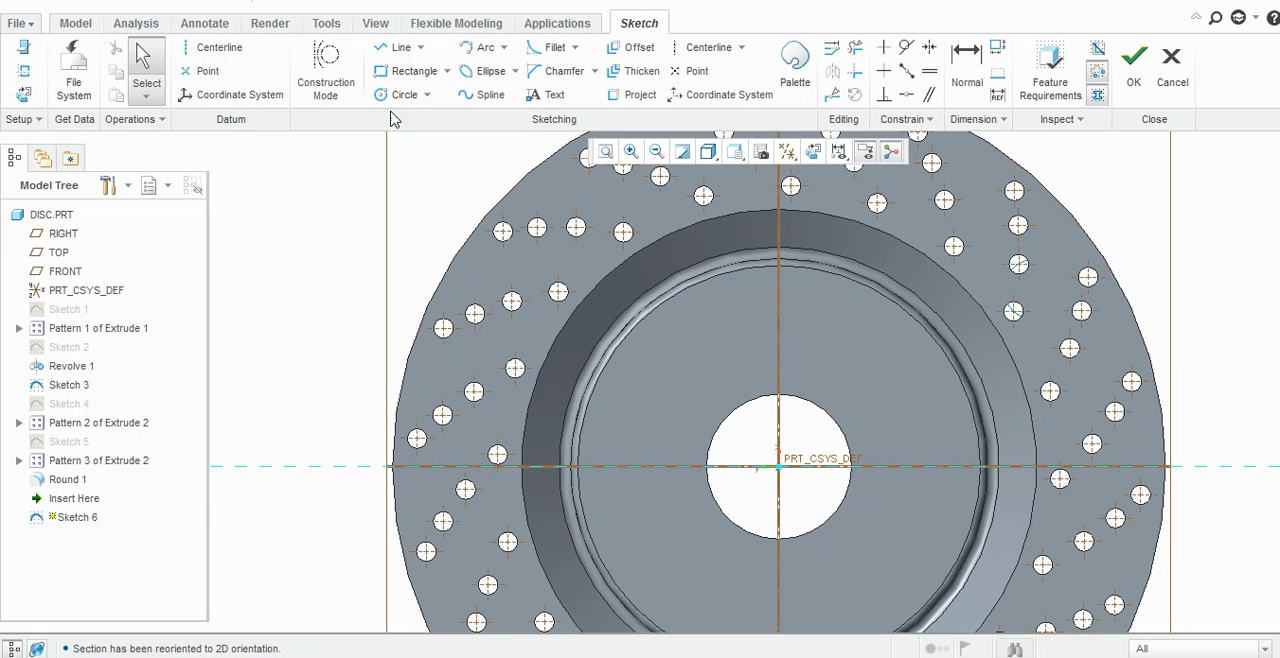 File Model Analysis Annotate Render Tools View Flexible Modeling Applications Sketch
Centerline Line Arc Fillet Offset Centerline
Point Rectangle Ellipse Chamfer Thicken Point
File System Select Coordinate System Construction Mode Circle Spline Text Project Coordinate System Palette Normal REF Feature Requirements OK Cancel
Setup Get Data Operations Datum Sketching Editing Constrain Dimension Inspect Close
Model Tree
DISC.PRT
RIGHT
TOP
FRONT
PRT_CSYS_DEF
Sketch 1
Pattern 1 of Extrude 1
Sketch 2
Revolve 1
Sketch 3
Sketch 4
Pattern 2 of Extrude 2
Sketch 5
Pattern 3 of Extrude 2
Round 1
Insert Here
Sketch 6
PRT_CSYS_DEF
Section has been reoriented to 2D orientation.
All